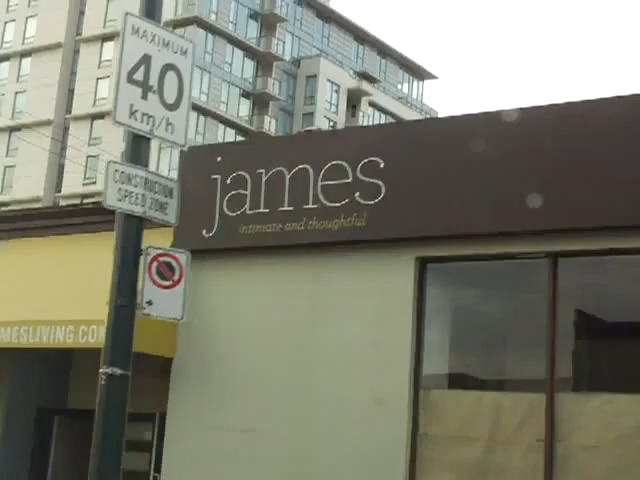 MAXIMUM
40
km/h
CONSTRUCTION
SPEED ZONE
james
intimate and thoughtful
MESLIVING.CO